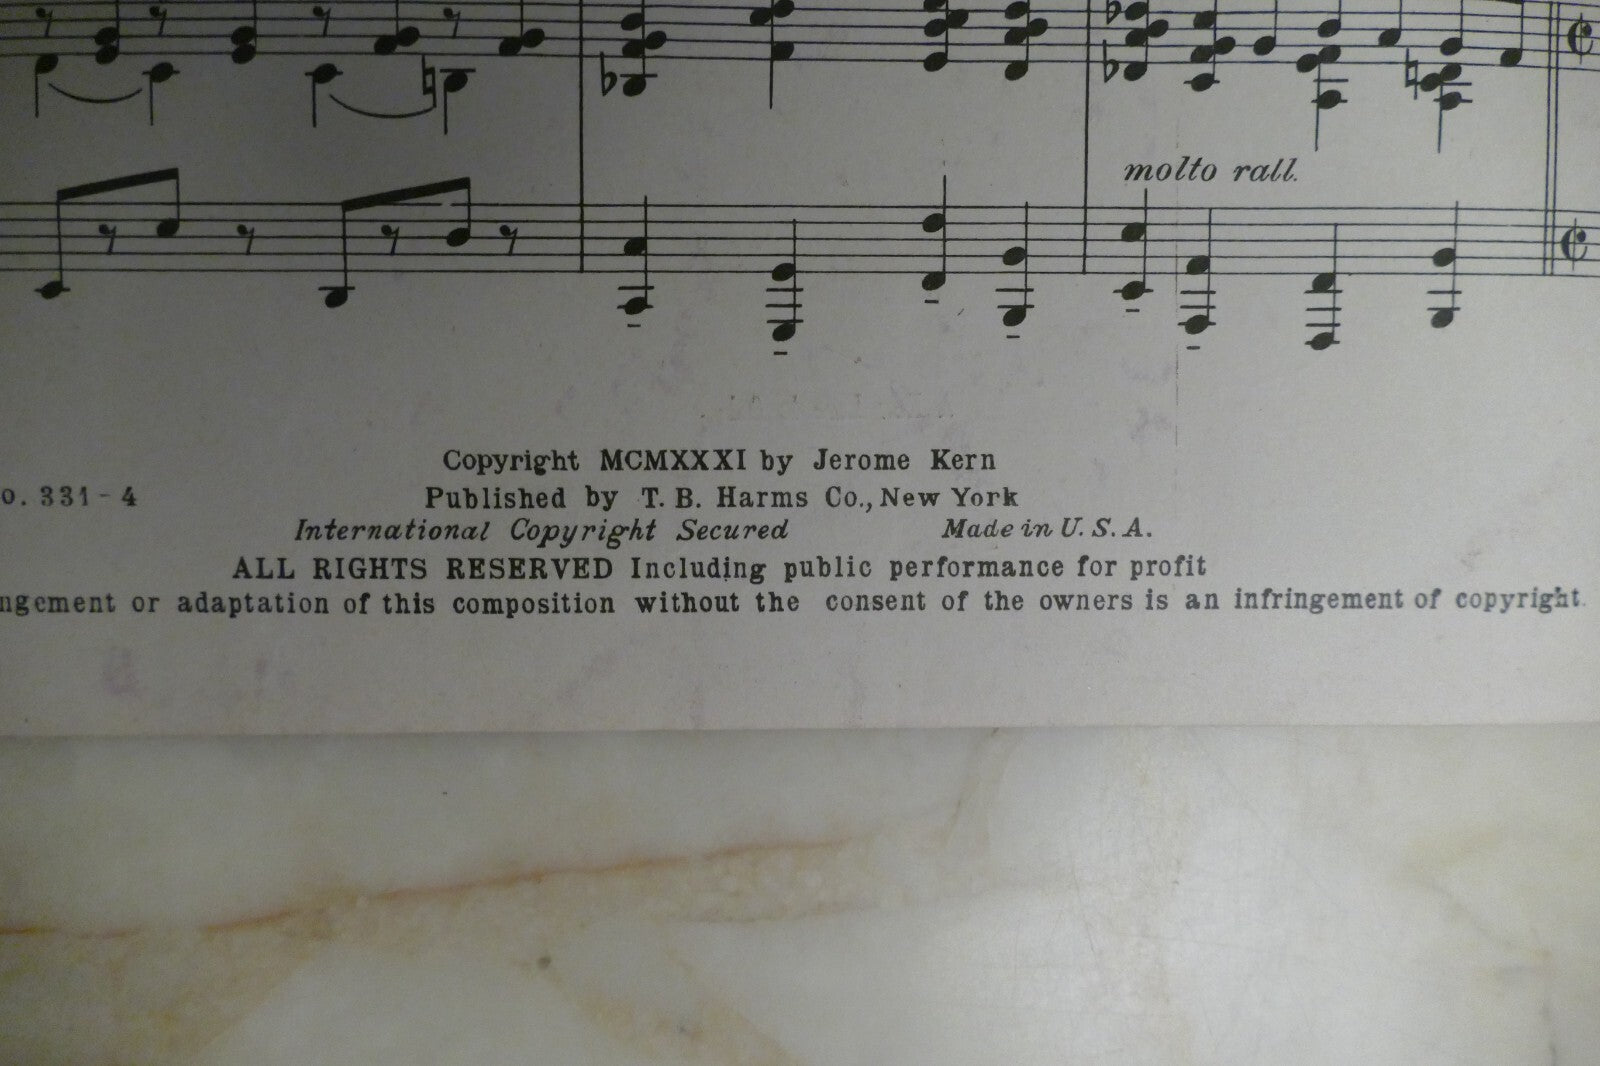 molto rall.
Copyright MCMXXXI by Jerome Kern
o. 331-4
Published by T. B. Harms Co., New York
International Copyright Secured Made in U. S. A.
ALL RIGHTS RESERVED Including public performance for profit
ngement or adaptation of this composition without the consent of the owners is an infringement of copyright.